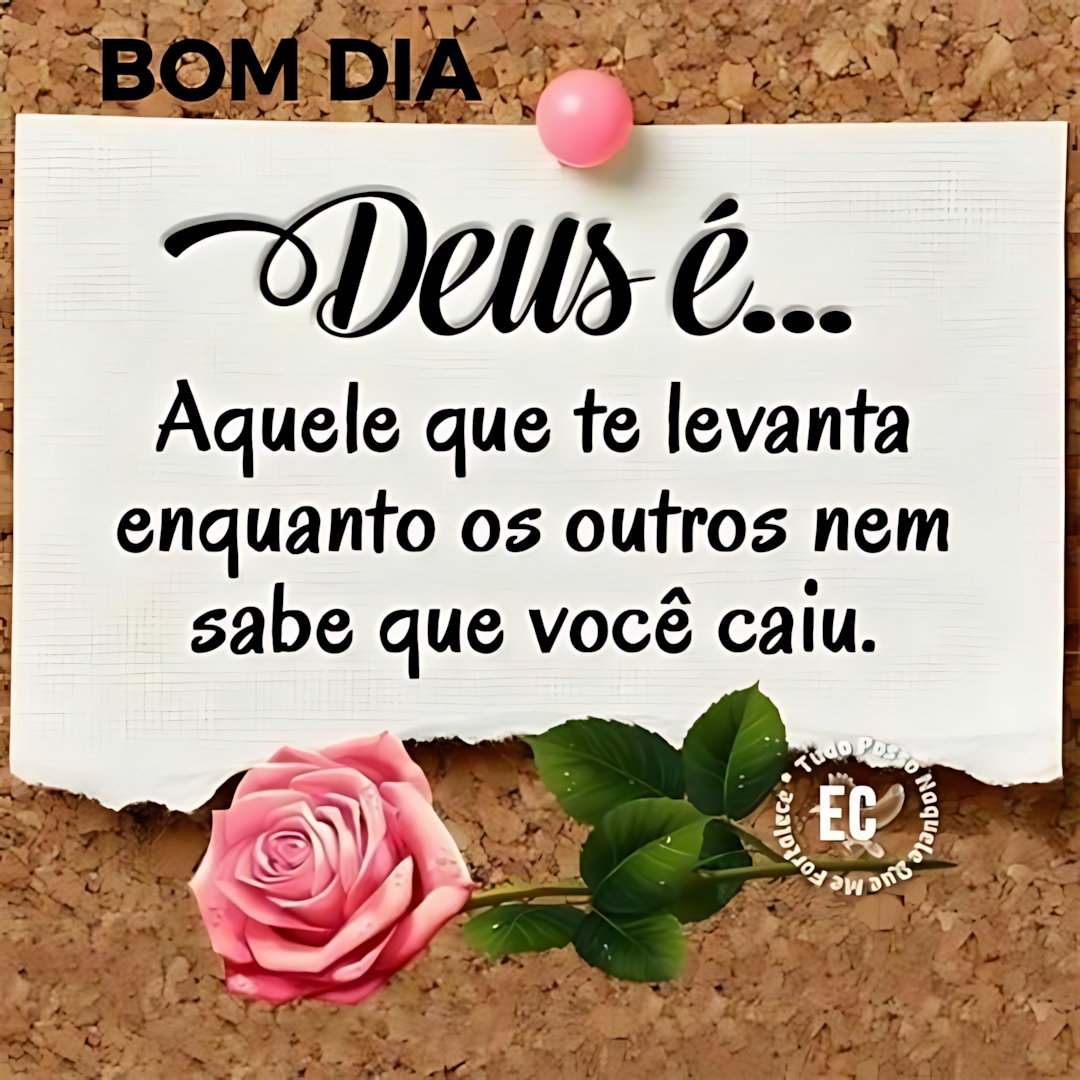 BOM DIA
Deus é...
Aquele que te levanta
enquanto os outros nem
sabe que você caiu.
EC
Tudo Posso Naquele Que Me Fortalece